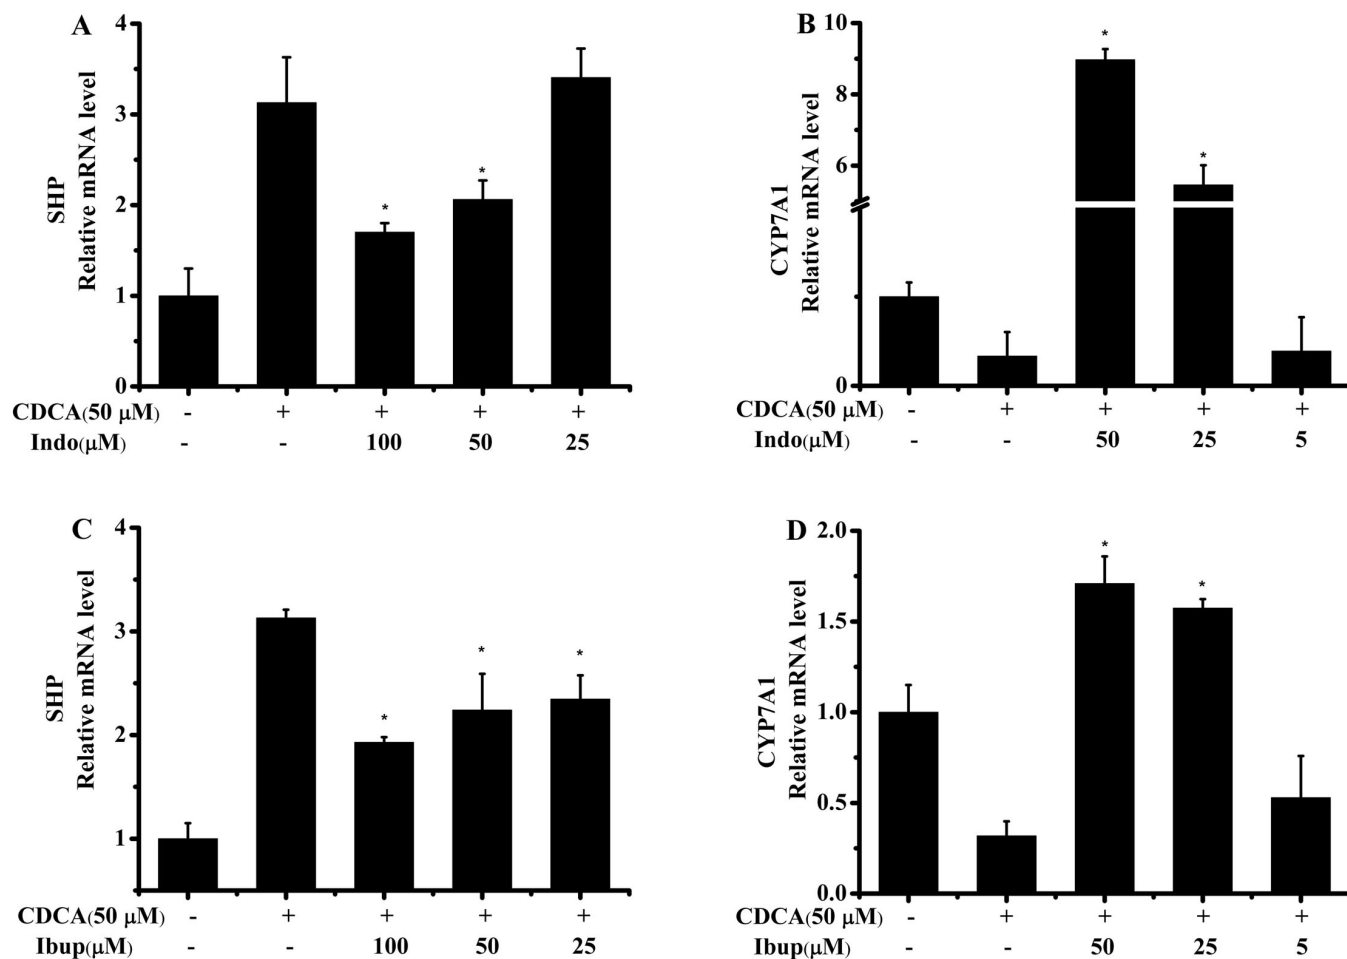 A
SHP
Relative mRNA level
4
3
2
1
0
*
*
CDCA(50 μM) - + + + +
Indo(μM) - - 100 50 25
B
CYP7A1
Relative mRNA level
10
8
6
0
*
*
CDCA(50 μM) - + + + +
Indo(μM) - - 50 25 5
C
SHP
Relative mRNA level
4
3
2
1
*
*
*
CDCA(50 μM) - + + + +
Ibup(μM) - - 100 50 25
D
CYP7A1
Relative mRNA level
2.0
1.5
1.0
0.5
0.0
*
*
CDCA(50 μM) - + + + +
Ibup(μM) - - 50 25 5